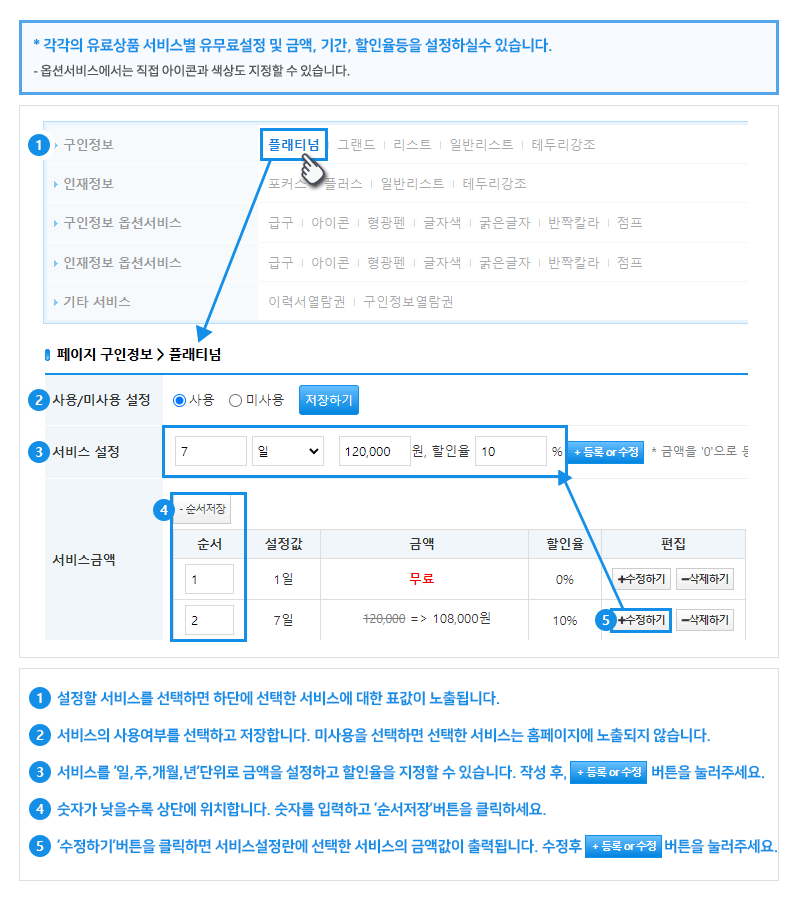 * 각각의 유료상품 서비스별 유무료설정 및 금액, 기간, 할인율등을 설정하실수 있습니다.
- 옵션서비스에서는 직접 아이콘과 색상도 지정할 수 있습니다.
1 구인정보 플래티넘 그랜드 리스트 일반리스트 테두리강조
인재정보 포커스 플러스 일반리스트 테두리강조
구인정보 옵션서비스 급구 아이콘 형광펜 글자색 굵은글자 반짝칼라 점프
인재정보 옵션서비스 급구 아이콘 형광펜 글자색 굵은글자 반짝칼라 점프
기타 서비스 이력서열람권 구인정보열람권
페이지 구인정보 > 플래티넘
2 사용/미사용 설정 사용 미사용 저장하기
3 서비스 설정 7 일 120,000 원, 할인율 10 % + 등록 or 수정 * 금액을 '0'으로
4 - 순서저장
서비스금액
순서 설정값 금액 할인율 편집
1 1일 무료 0% +수정하기 −삭제하기
2 7일 120,000 => 108,000원 10% 5 +수정하기 −삭제하기
1 설정할 서비스를 선택하면 하단에 선택한 서비스에 대한 표값이 노출됩니다.
2 서비스의 사용여부를 선택하고 저장합니다. 미사용을 선택하면 선택한 서비스는 홈페이지에 노출되지 않습니다.
3 서비스를 '일,주,개월,년'단위로 금액을 설정하고 할인율을 지정할 수 있습니다. 작성 후, + 등록 or 수정 버튼을 눌러주세요.
4 숫자가 낮을수록 상단에 위치합니다. 숫자를 입력하고 '순서저장'버튼을 클릭하세요.
5 '수정하기'버튼을 클릭하면 서비스설정란에 선택한 서비스의 금액값이 출력됩니다. 수정후 + 등록 or 수정 버튼을 눌러주세요.